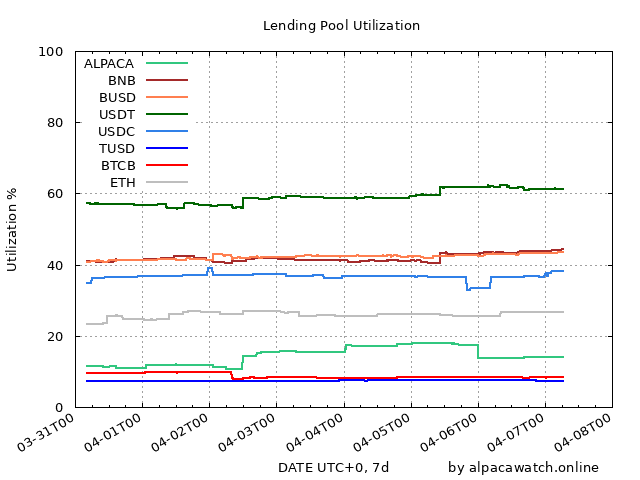 Lending Pool Utilization
100
80
60
40
20
0
Utilization %
ALPACA
BNB
BUSD
USDT
USDC
TUSD
BTCB
ETH
03-31T00
04-01T00
04-02T00
04-03T00
04-04T00
04-05T00
04-06T00
04-07T00
04-08T00
DATE UTC+0, 7d
by alpacawatch.online